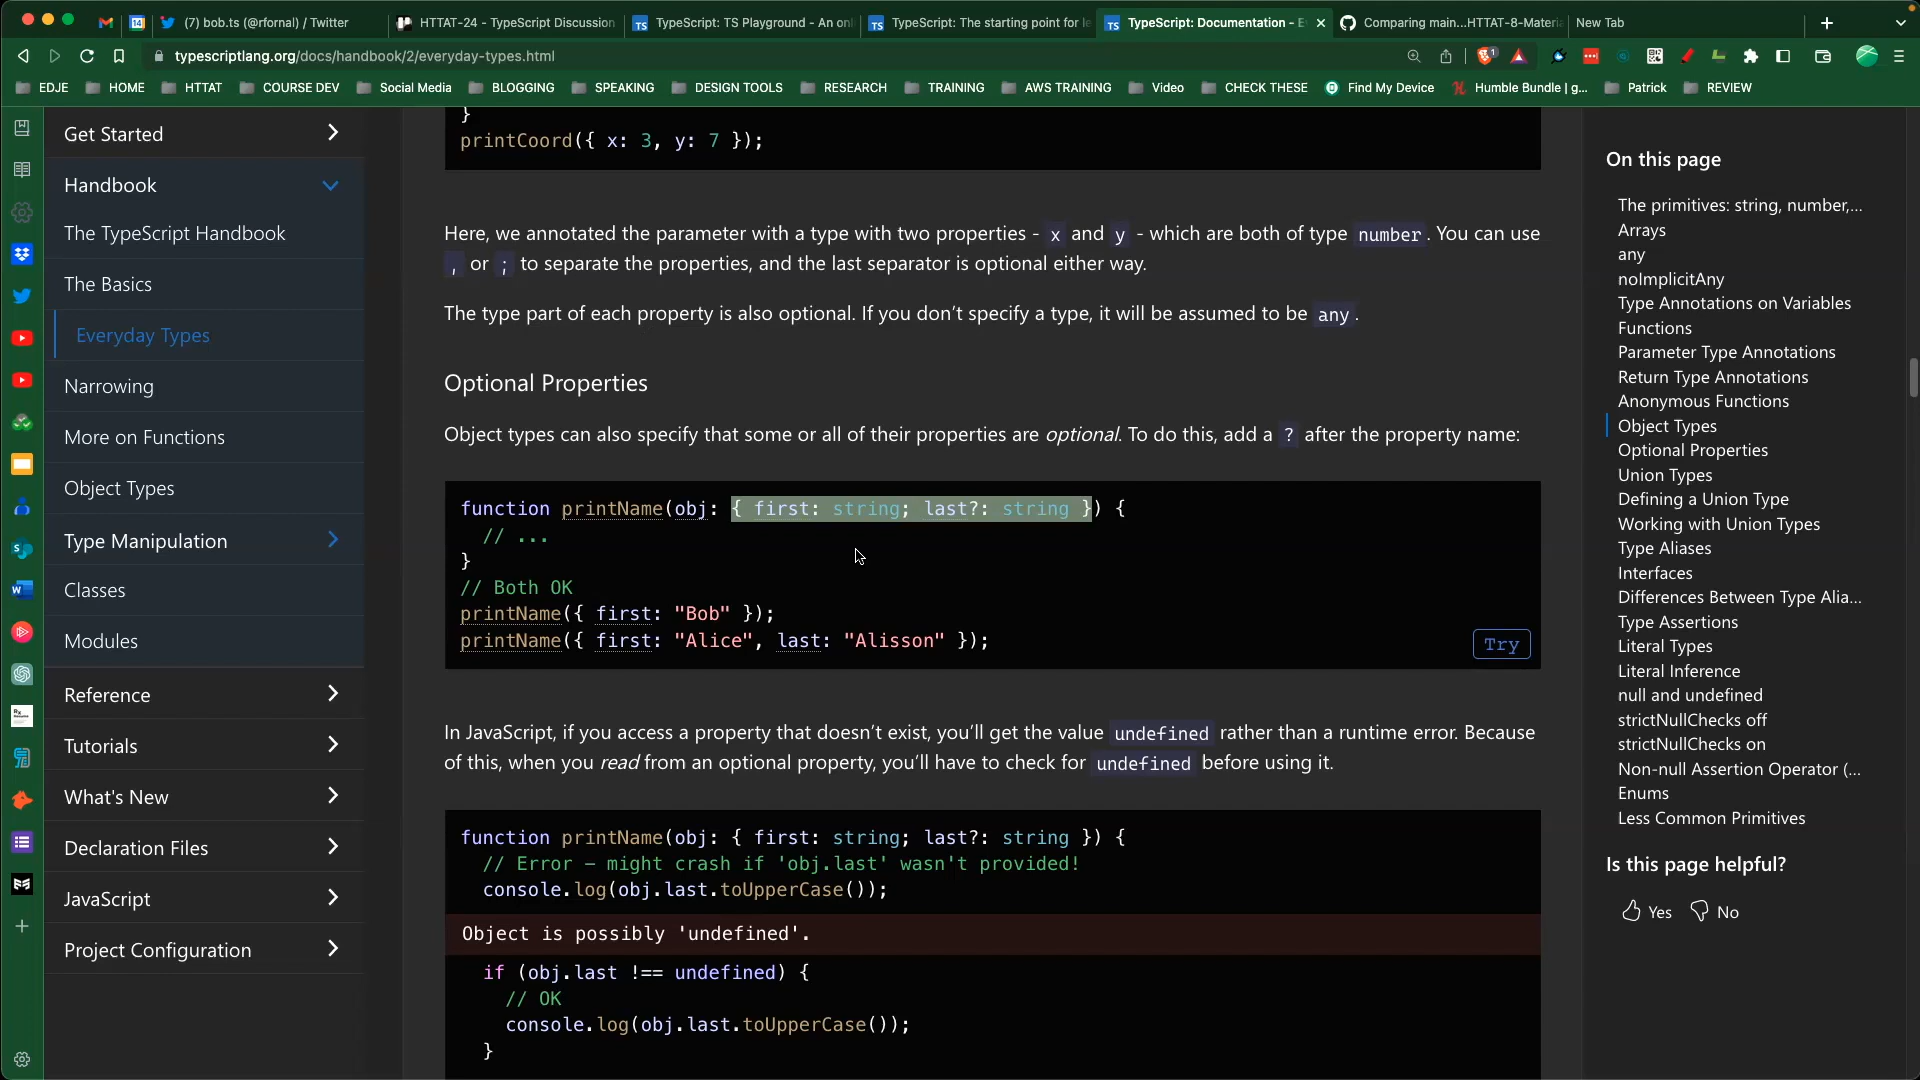 (7) bob.ts (@rfornal) / Twitter
HTTAT-24 - TypeScript Discussion
TypeScript: TS Playground - An onl
TypeScript: The starting point for le
TypeScript: Documentation - E
Comparing main...HTTAT-8-Materia
New Tab
typescriptlang.org/docs/handbook/2/everyday-types.html
EDJE
HOME
HTTAT
COURSE DEV
Social Media
BLOGGING
SPEAKING
DESIGN TOOLS
RESEARCH
TRAINING
AWS TRAINING
Video
CHECK THESE
Find My Device
Humble Bundle | g...
Patrick
REVIEW
Get Started
Handbook
The TypeScript Handbook
The Basics
Everyday Types
Narrowing
More on Functions
Object Types
Type Manipulation
Classes
Modules
Reference
Tutorials
What's New
Declaration Files
JavaScript
Project Configuration
}
printCoord({ x: 3, y: 7 });
Here, we annotated the parameter with a type with two properties - x and y - which are both of type number. You can use
, or ; to separate the properties, and the last separator is optional either way.
The type part of each property is also optional. If you don’t specify a type, it will be assumed to be any.
Optional Properties
Object types can also specify that some or all of their properties are optional. To do this, add a ? after the property name:
function printName(obj: { first: string; last?: string }) {
// ...
}
// Both OK
printName({ first: "Bob" });
printName({ first: "Alice", last: "Alisson" });
Try
In JavaScript, if you access a property that doesn’t exist, you’ll get the value undefined rather than a runtime error. Because
of this, when you read from an optional property, you’ll have to check for undefined before using it.
function printName(obj: { first: string; last?: string }) {
// Error – might crash if 'obj.last' wasn't provided!
console.log(obj.last.toUpperCase());
Object is possibly 'undefined'.
if (obj.last !== undefined) {
// OK
console.log(obj.last.toUpperCase());
}
On this page
The primitives: string, number,...
Arrays
any
noImplicitAny
Type Annotations on Variables
Functions
Parameter Type Annotations
Return Type Annotations
Anonymous Functions
Object Types
Optional Properties
Union Types
Defining a Union Type
Working with Union Types
Type Aliases
Interfaces
Differences Between Type Alia...
Type Assertions
Literal Types
Literal Inference
null and undefined
strictNullChecks off
strictNullChecks on
Non-null Assertion Operator (...
Enums
Less Common Primitives
Is this page helpful?
Yes
No